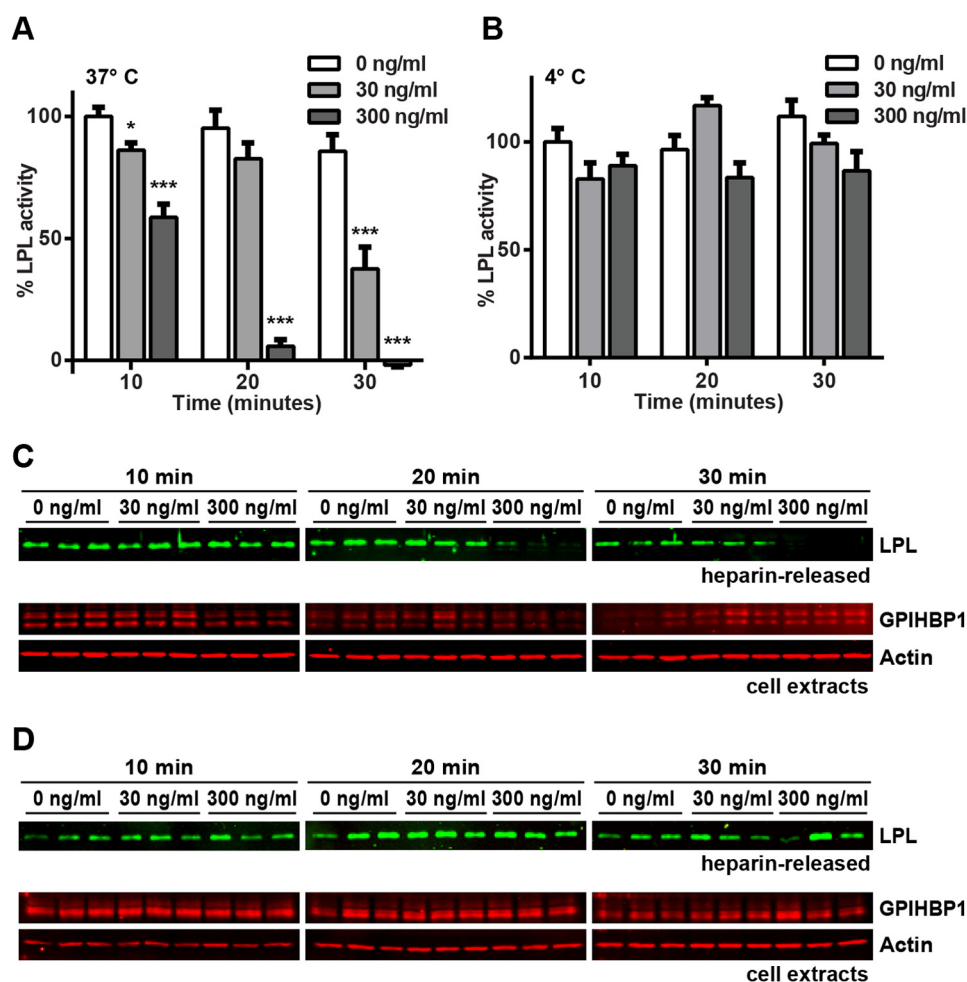 A
37° C
0 ng/ml
30 ng/ml
300 ng/ml
% LPL activity
100
50
0
*
***
***
***
***
10 20 30
Time (minutes)
B
4° C
0 ng/ml
30 ng/ml
300 ng/ml
% LPL activity
100
100
0
10 20 30
Time (minutes)
C
10 min 20 min 30 min
0 ng/ml 30 ng/ml 300 ng/ml 0 ng/ml 30 ng/ml 300 ng/ml 0 ng/ml 30 ng/ml 300 ng/ml
LPL
heparin-released
GPIHBP1
Actin
cell extracts
D
10 min 20 min 30 min
0 ng/ml 30 ng/ml 300 ng/ml 0 ng/ml 30 ng/ml 300 ng/ml 0 ng/ml 30 ng/ml 300 ng/ml
LPL
heparin-released
GPIHBP1
Actin
cell extracts